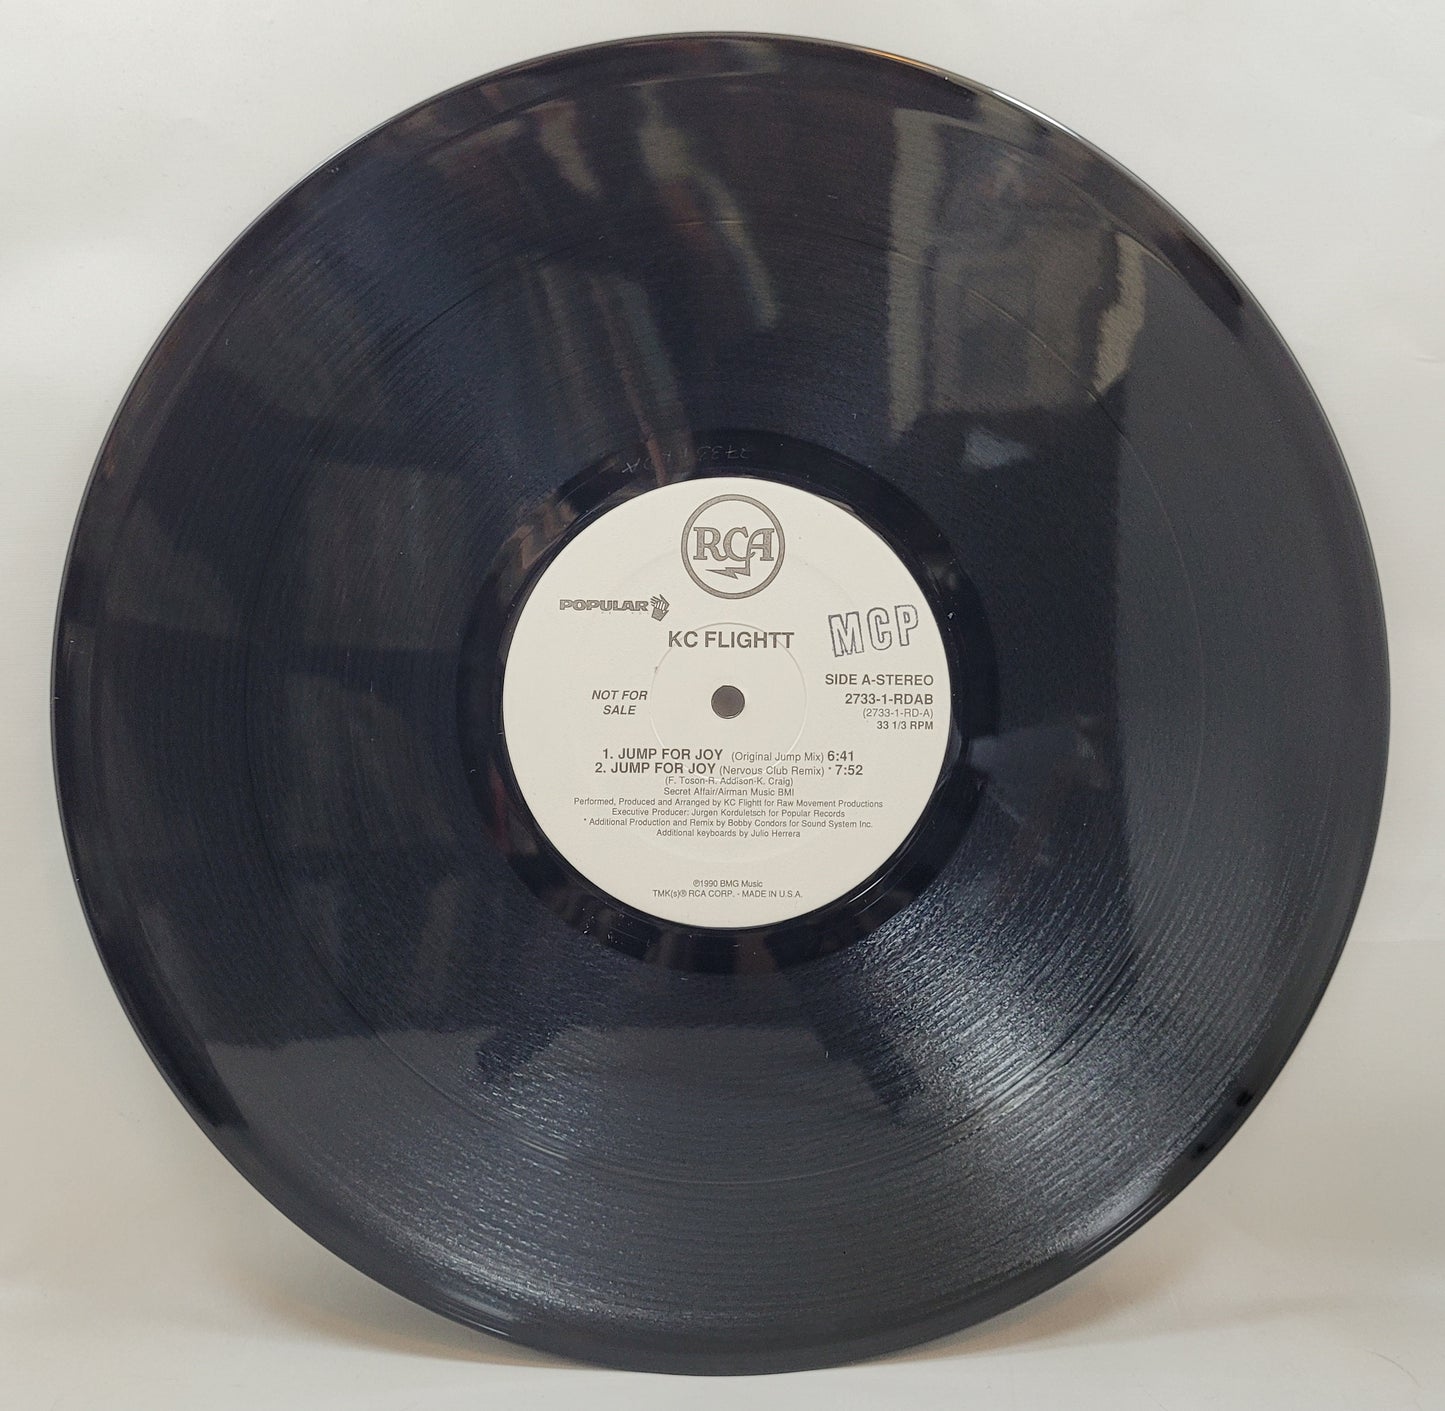 RCA
POPULAR
KC FLIGHTT
MCP
SIDE A-STEREO
2733-1-RDAB
(2733-1-RD-A)
33 1/3 RPM
NOT FOR
SALE
1. JUMP FOR JOY (Original Jump Mix) 6:41
2. JUMP FOR JOY (Nervous Club Remix) * 7:52
(F. Toson-R. Addison-K. Craig)
Secret Affair/Airman Music BMI
Performed, Produced and Arranged by KC Flightt for Raw Movement Productions
Executive Producer: Jurgen Korduletsch for Popular Records
* Additional Production and Remix by Bobby Condors for Sound System Inc.
Additional keyboards by Julio Herrera
℗1990 BMG Music
TMK(s)® RCA CORP. - MADE IN U.S.A.